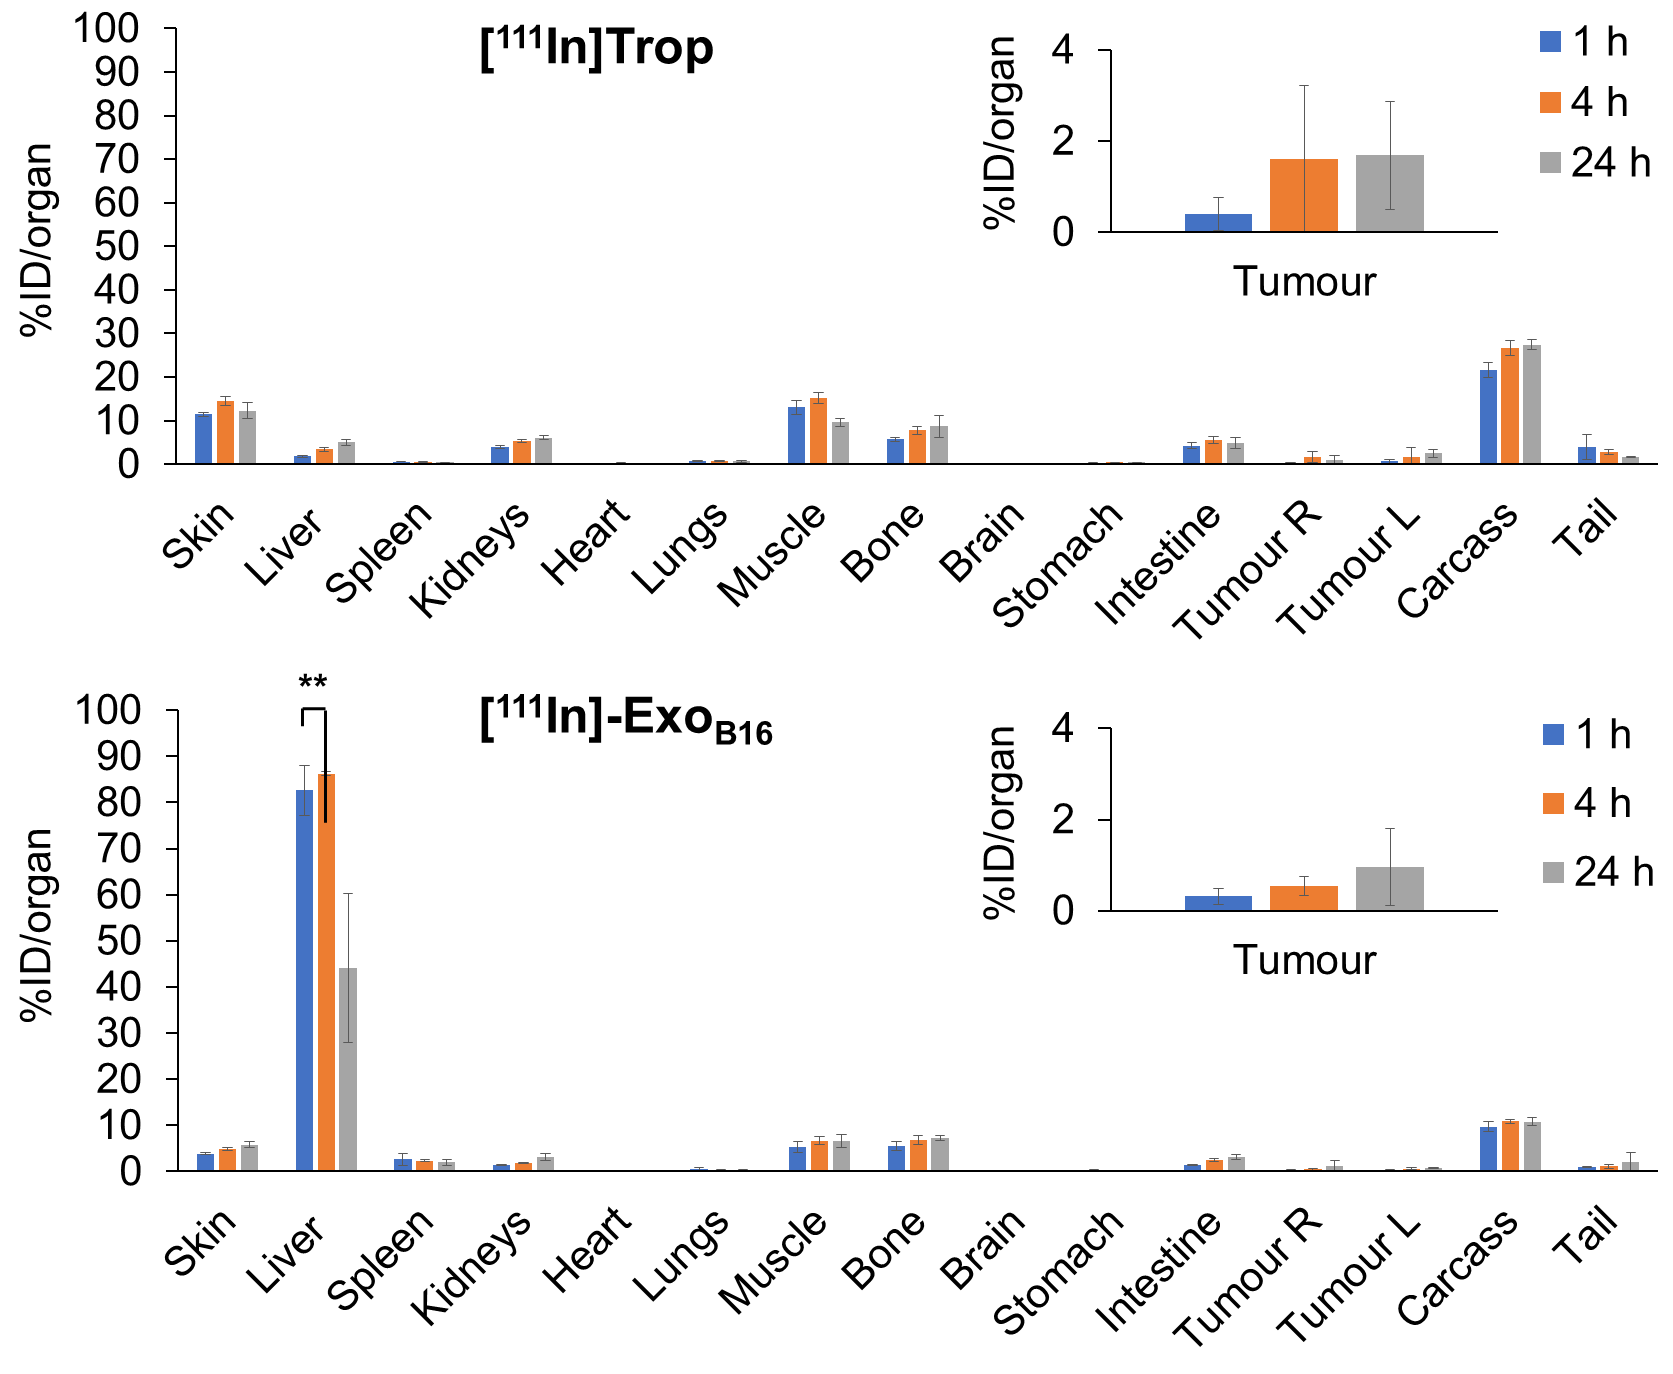 [¹¹¹In]Trop
%ID/organ
100
90
80
70
60
50
40
30
20
10
0
%ID/organ
4
2
0
Tumour
1 h
4 h
24 h
Skin
Liver
Spleen
Kidneys
Heart
Lungs
Muscle
Bone
Brain
Stomach
Intestine
Tumour R
Tumour L
Carcass
Tail
**
[¹¹¹In]-Exo_B16
%ID/organ
100
90
80
70
60
50
40
30
20
10
0
%ID/organ
4
2
0
Tumour
1 h
4 h
24 h
Skin
Liver
Spleen
Kidneys
Heart
Lungs
Muscle
Bone
Brain
Stomach
Intestine
Tumour R
Tumour L
Carcass
Tail